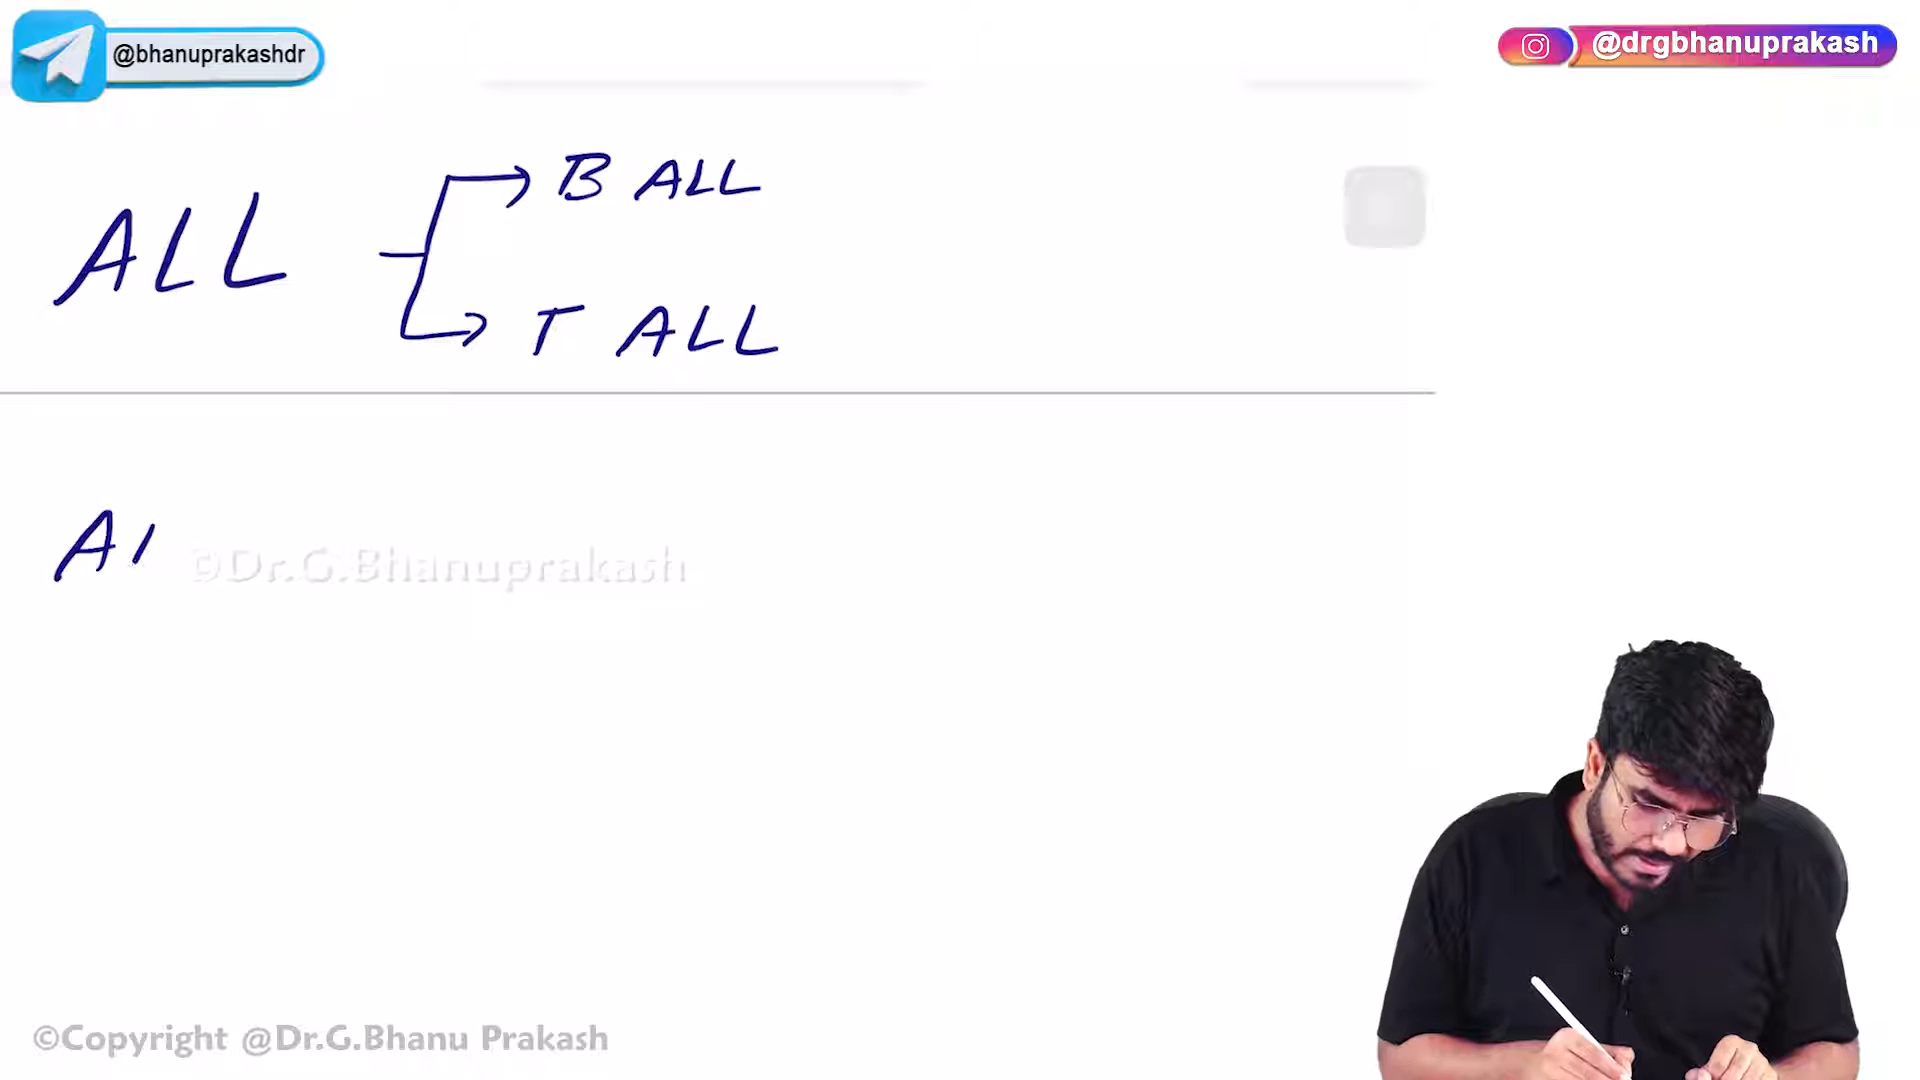 @bhanuprakashdr
@drgbhanuprakash
B ALL
ALL
T ALL
©Dr.G.Bhanuprakash
©Copyright @Dr.G.Bhanu Prakash